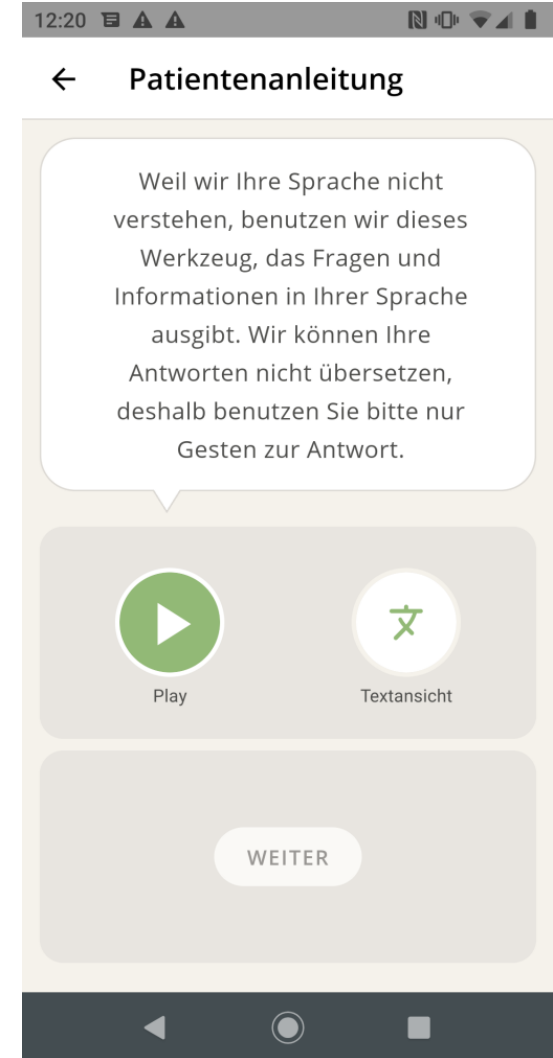 12:20
Patientenanleitung
Weil wir Ihre Sprache nicht
verstehen, benutzen wir dieses
Werkzeug, das Fragen und
Informationen in Ihrer Sprache
ausgibt. Wir können Ihre
Antworten nicht übersetzen,
deshalb benutzen Sie bitte nur
Gesten zur Antwort.
文
Play
Textansicht
WEITER